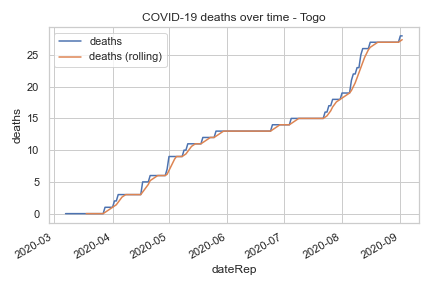 COVID-19 deaths over time - Togo
deaths
deaths (rolling)
deaths
25
20
15
10
5
0
2020-03
2020-04
2020-05
2020-06
2020-07
2020-08
2020-09
dateRep